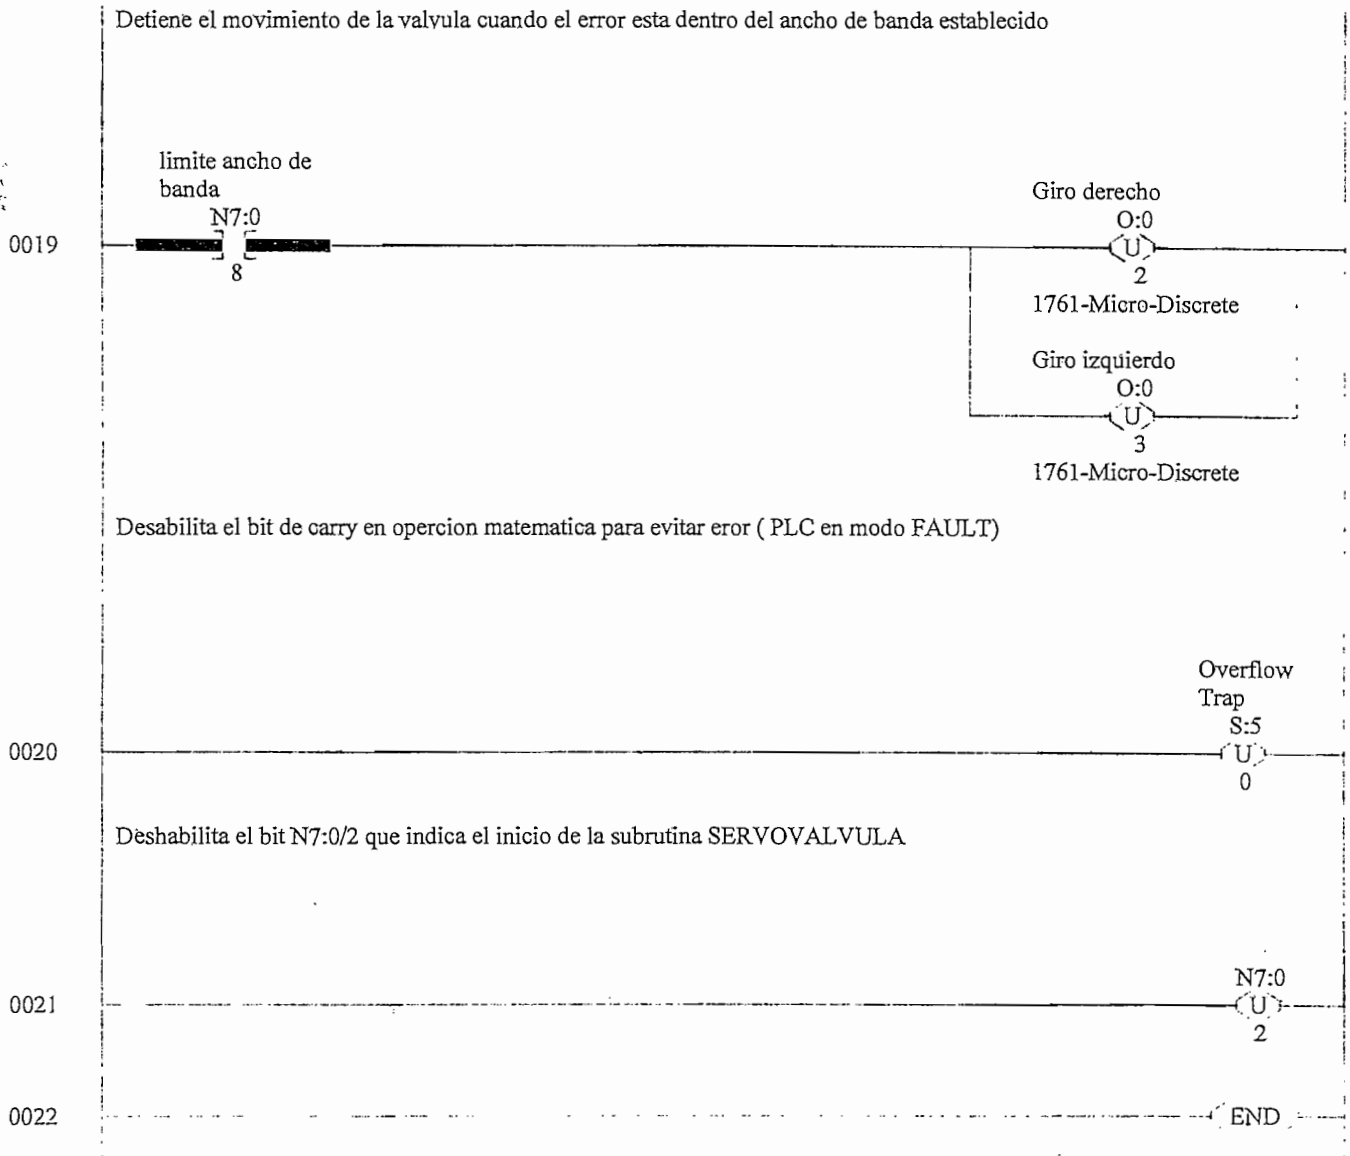 Detiene el movimiento de la valvula cuando el error esta dentro del ancho de banda establecido
limite ancho de
banda
N7:0
8
0019
Giro derecho
O:0
U
2
1761-Micro-Discrete
Giro izquierdo
O:0
U
3
1761-Micro-Discrete
Desabilita el bit de carry en opercion matematica para evitar eror ( PLC en modo FAULT)
Overflow
Trap
S:5
0020
U
0
Deshabilita el bit N7:0/2 que indica el inicio de la subrutina SERVOVALVULA
N7:0
0021
U
2
0022
END